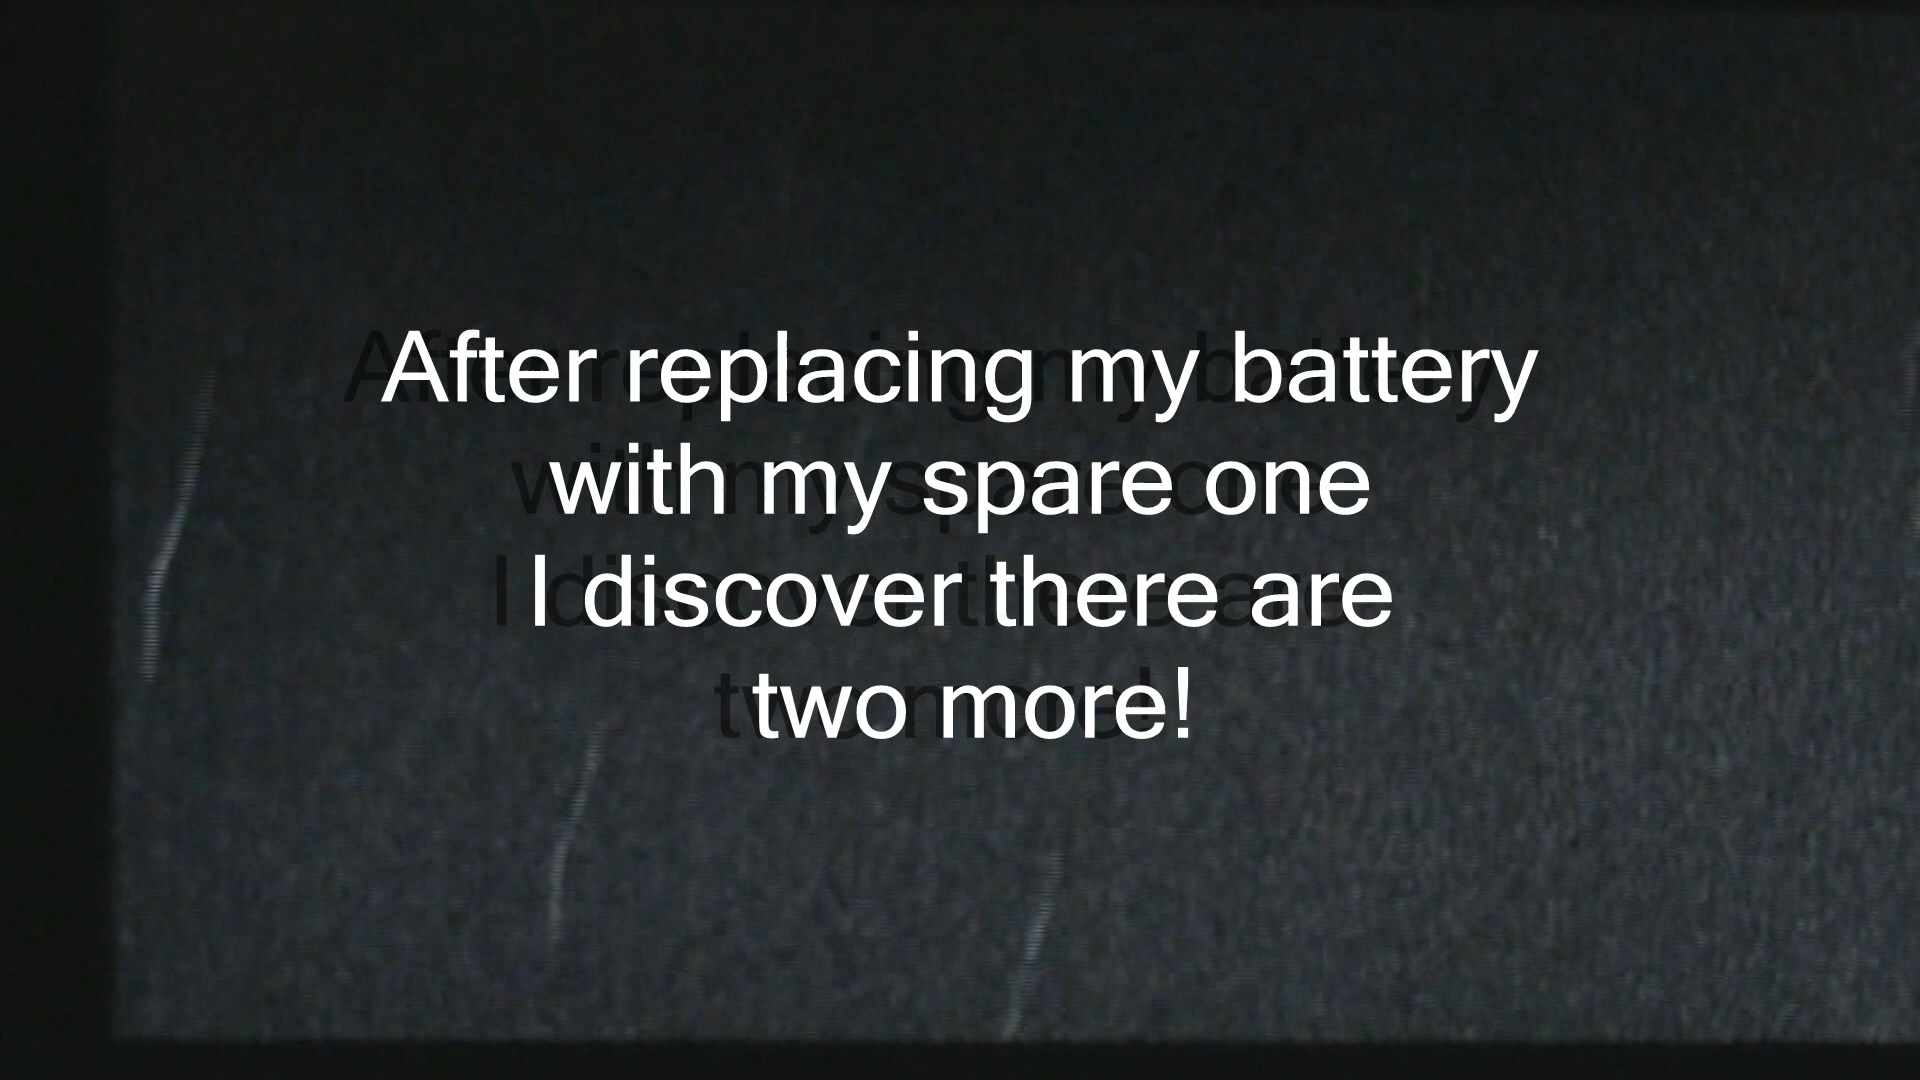 After replacing my battery
with my spare one
I discover there are
two more!